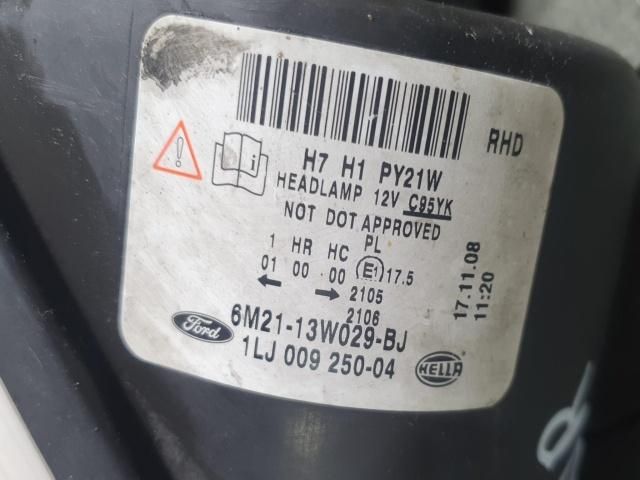 RHD
H7 H1 PY21W
HEADLAMP 12V C95YK
NOT DOT APPROVED
1 HR HC PL
01 00 00 E1 17.5
2105
2106
17.11.08
11:20
Ford
6M21-13W029-BJ
1LJ 009 250-04
HELLA